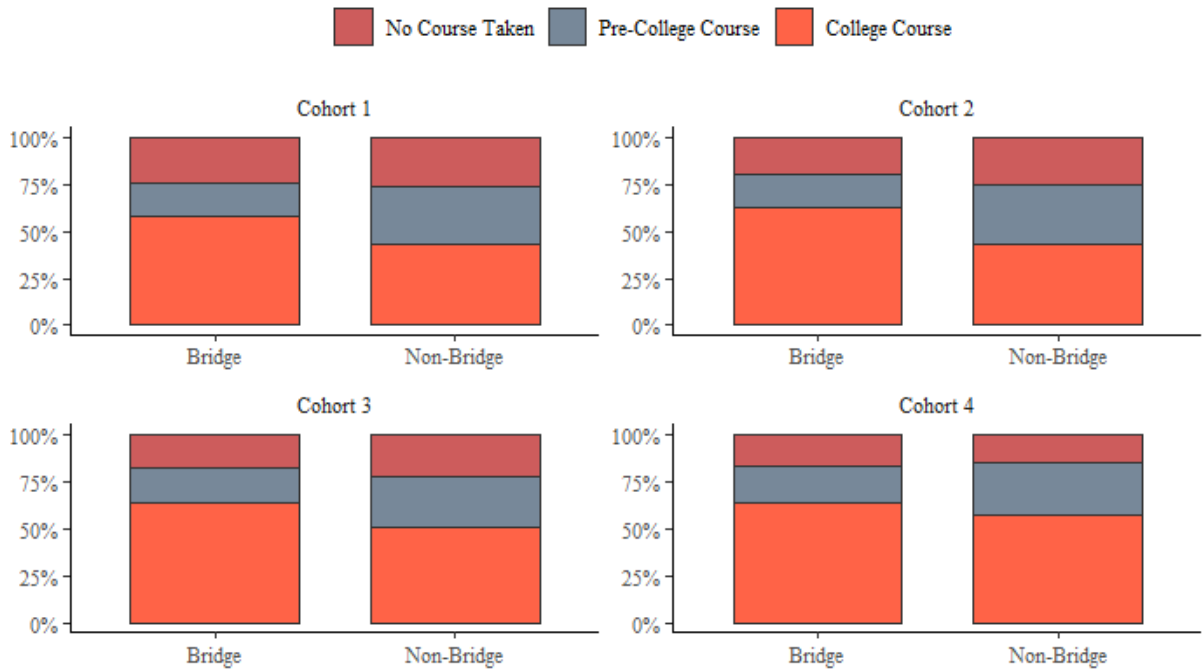 No Course Taken Pre-College Course College Course
Cohort 1
100%
75%
50%
25%
0%
Bridge Non-Bridge
Cohort 2
100%
75%
50%
25%
0%
Bridge Non-Bridge
Cohort 3
100%
75%
50%
25%
0%
Bridge Non-Bridge
Cohort 4
100%
75%
50%
25%
0%
Bridge Non-Bridge